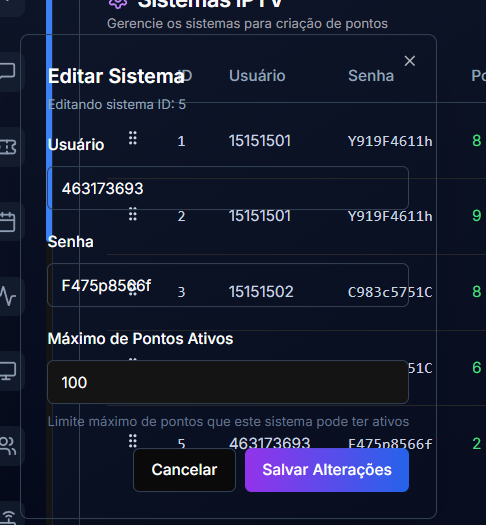 Sistemas IPTV
Gerencie os sistemas para criação de pontos
Editar Sistema
ID Usuário Senha
Editando sistema ID: 5
Usuário
1 15151501 Y919F4611h 8
463173693
2 15151501 Y919F4611h 9
Senha
F475p8566f
3 15151502 C983c5751C 8
Máximo de Pontos Ativos
51C 6
100
Limite máximo de pontos que este sistema pode ter ativos
5 463173693 F475p8566f 2
Cancelar Salvar Alterações